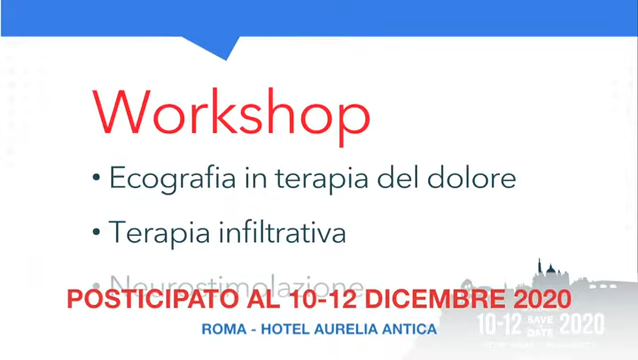 Workshop
• Ecografia in terapia del dolore
• Terapia infiltrativa
• Neurostimolazione
POSTICIPATO AL 10-12 DICEMBRE 2020
ROMA - HOTEL AURELIA ANTICA
10-12 SAVE THE DATE 2020